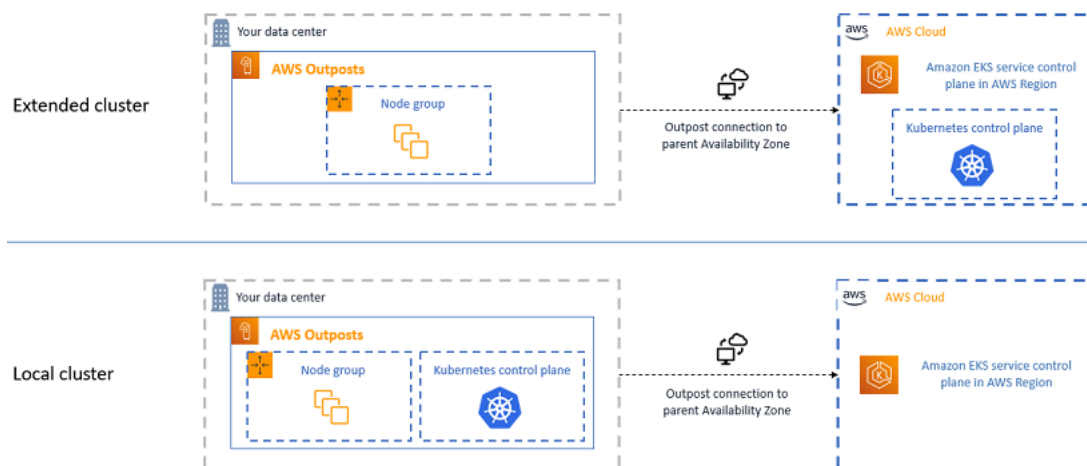 Your data center
AWS Outposts
Node group
Extended cluster
Outpost connection to
parent Availability Zone
aws
AWS Cloud
Amazon EKS service control
plane in AWS Region
Kubernetes control plane
Your data center
AWS Outposts
Node group
Kubernetes control plane
Local cluster
Outpost connection to
parent Availability Zone
aws
AWS Cloud
Amazon EKS service control
plane in AWS Region